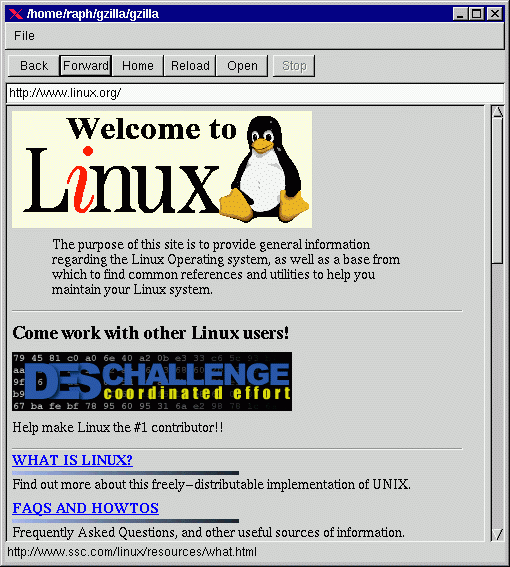 /home/raph/gzilla/gzilla
File
Back Forward Home Reload Open Stop
http://www.linux.org/
Welcome to
Linux
The purpose of this site is to provide general information
regarding the Linux Operating system, as well as a base from
which to find common references and utilities to help you
maintain your Linux system.
Come work with other Linux users!
79 45 81 c0 a0 6e 40 a2 0b e3 33 c6 5c
DES CHALLENGE
coordinated effort
67 ba fe bf 78 95 60 95 31 6a e2 98
Help make Linux the #1 contributor!!
WHAT IS LINUX?
Find out more about this freely-distributable implementation of UNIX.
FAQS AND HOWTOS
Frequently Asked Questions, and other useful sources of information.
http://www.ssc.com/linux/resources/what.html